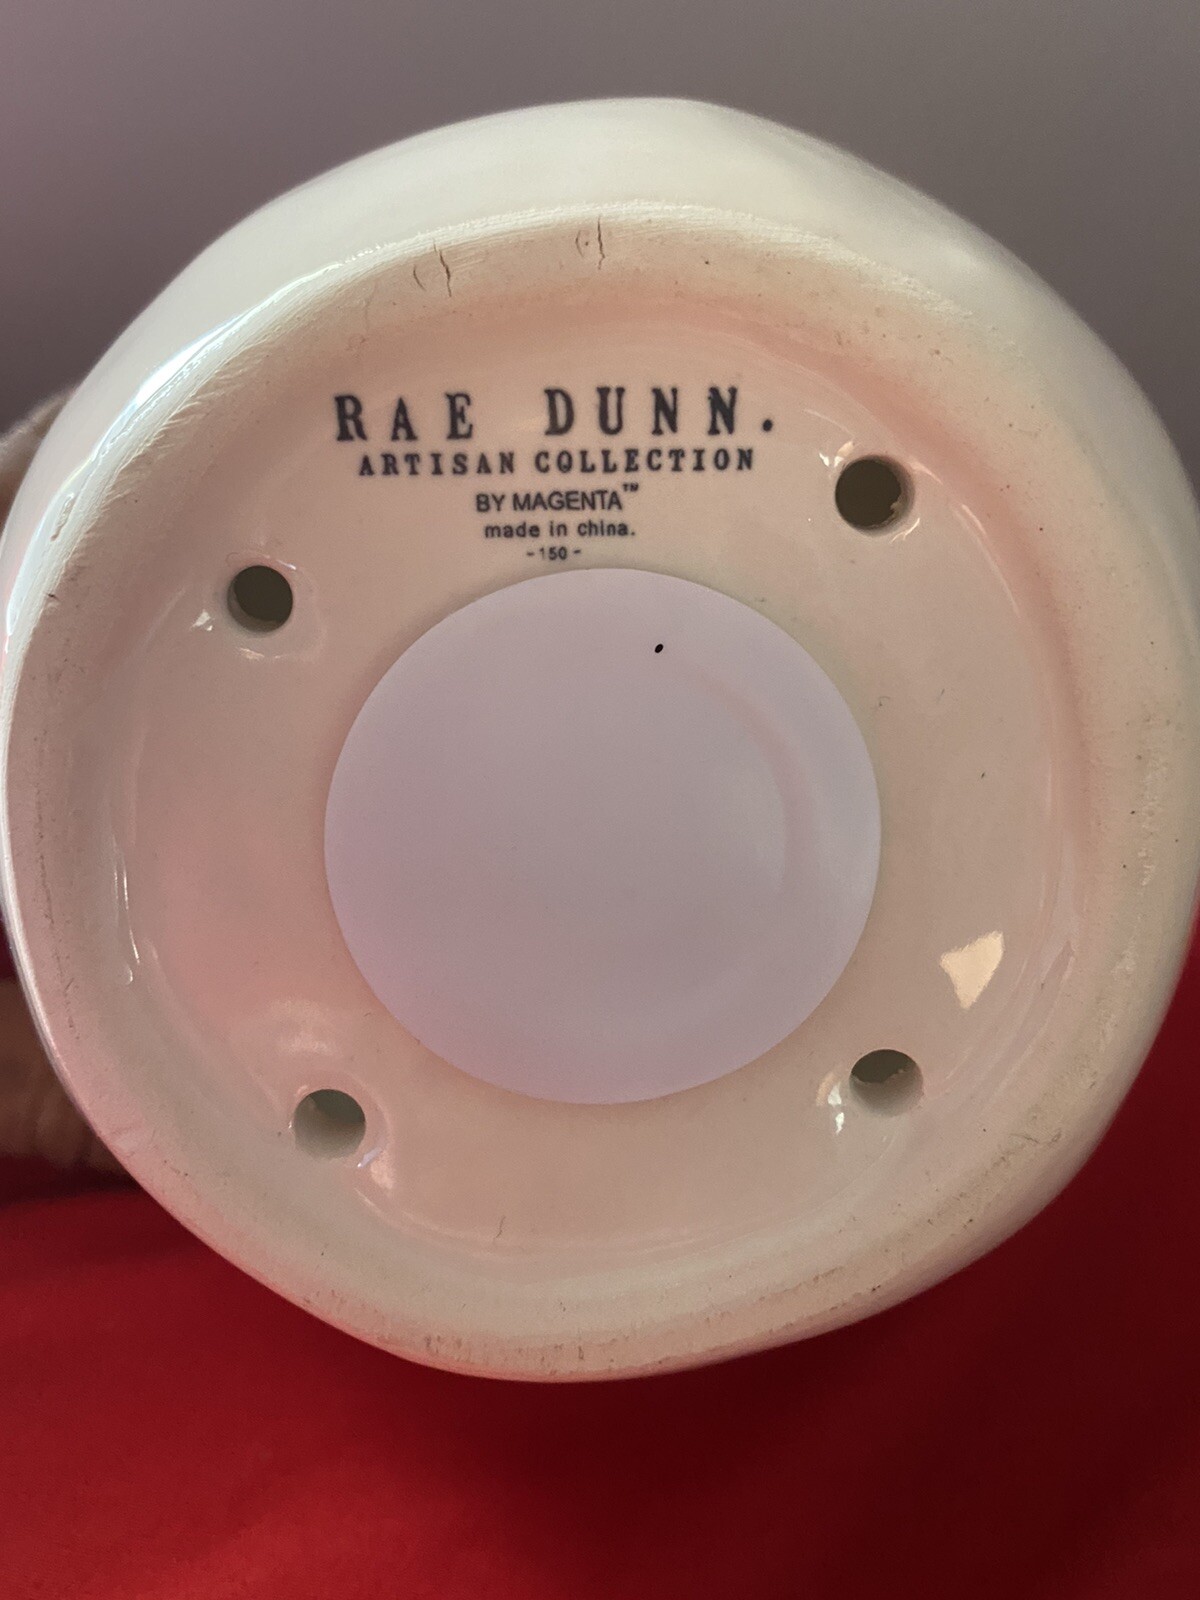 RAE DUNN.
ARTISAN COLLECTION
BY MAGENTA™
made in china.
-150-